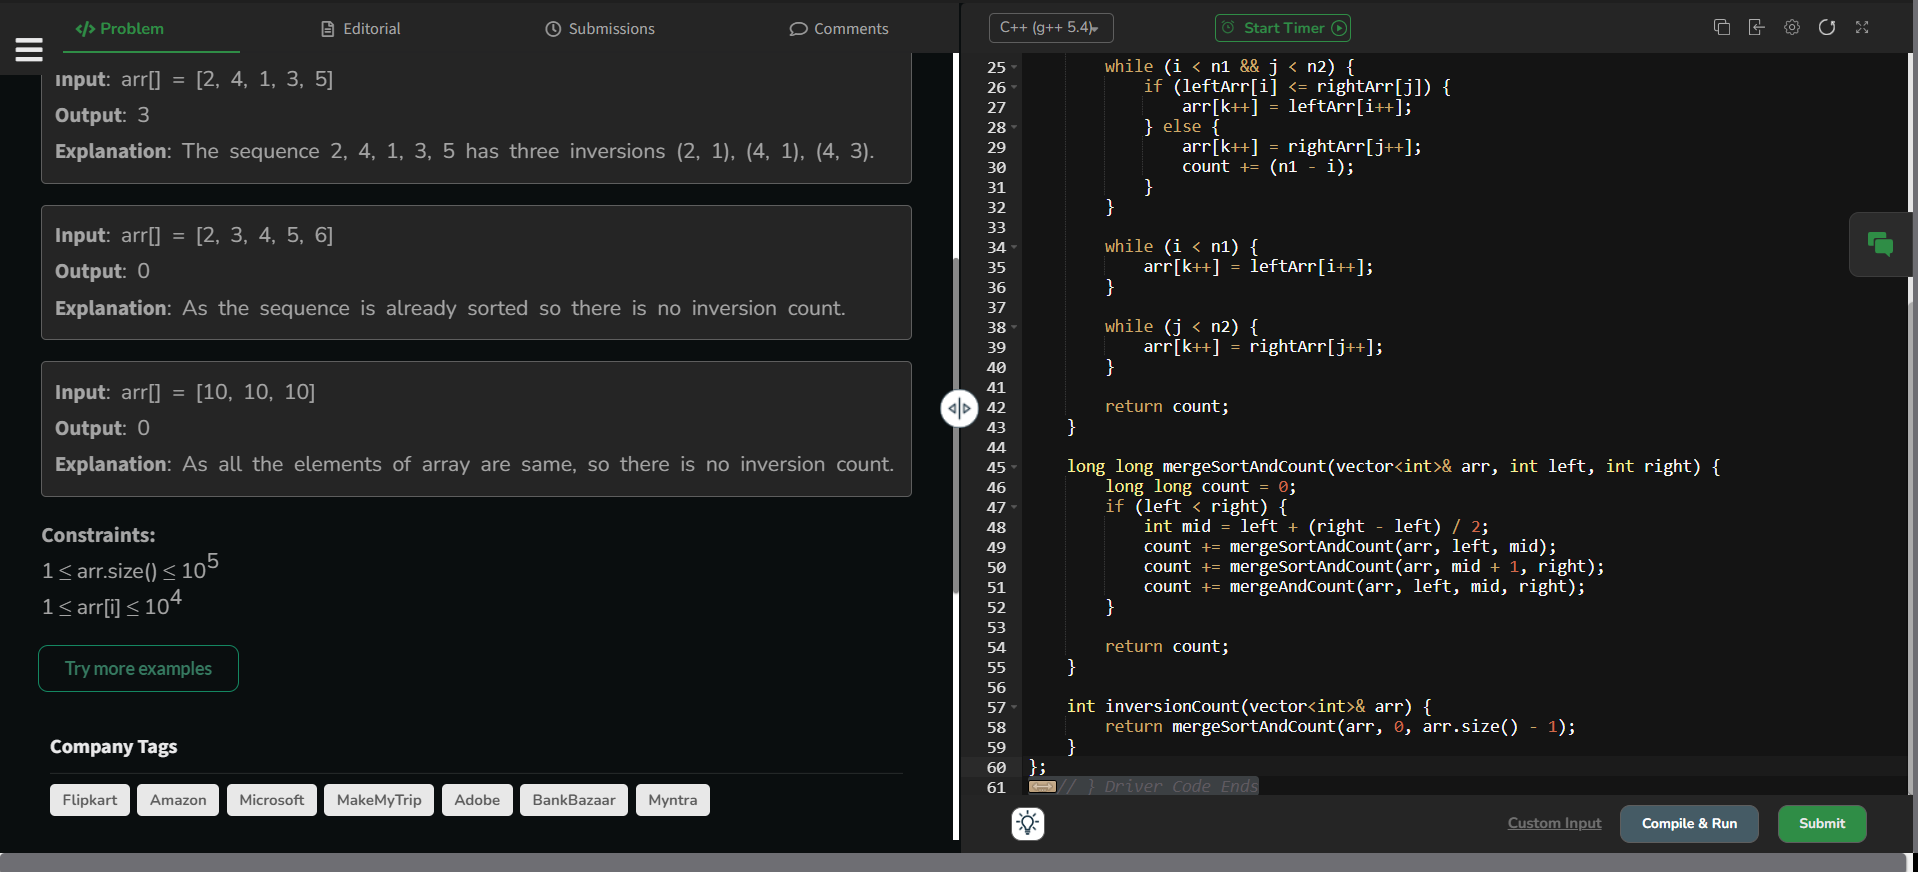 </> Problem
Editorial
Submissions
Comments
Input: arr[] = [2, 4, 1, 3, 5]
Output: 3
Explanation: The sequence 2, 4, 1, 3, 5 has three inversions (2, 1), (4, 1), (4, 3).
Input: arr[] = [2, 3, 4, 5, 6]
Output: 0
Explanation: As the sequence is already sorted so there is no inversion count.
Input: arr[] = [10, 10, 10]
Output: 0
Explanation: As all the elements of array are same, so there is no inversion count.
Constraints:
1 ≤ arr.size() ≤ 10^5
1 ≤ arr[i] ≤ 10^4
Try more examples
Company Tags
Flipkart Amazon Microsoft MakeMyTrip Adobe BankBazaar Myntra
C++ (g++ 5.4)
Start Timer
25 while (i < n1 && j < n2) {
26 if (leftArr[i] <= rightArr[j]) {
27 arr[k++] = leftArr[i++];
28 } else {
29 arr[k++] = rightArr[j++];
30 count += (n1 - i);
31 }
32 }
33
34 while (i < n1) {
35 arr[k++] = leftArr[i++];
36 }
37
38 while (j < n2) {
39 arr[k++] = rightArr[j++];
40 }
41
42 return count;
43 }
44
45 long long mergeSortAndCount(vector<int>& arr, int left, int right) {
46 long long count = 0;
47 if (left < right) {
48 int mid = left + (right - left) / 2;
49 count += mergeSortAndCount(arr, left, mid);
50 count += mergeSortAndCount(arr, mid + 1, right);
51 count += mergeAndCount(arr, left, mid, right);
52 }
53
54 return count;
55 }
56
57 int inversionCount(vector<int>& arr) {
58 return mergeSortAndCount(arr, 0, arr.size() - 1);
59 }
60 };
61 // } Driver Code Ends
Custom Input
Compile & Run
Submit